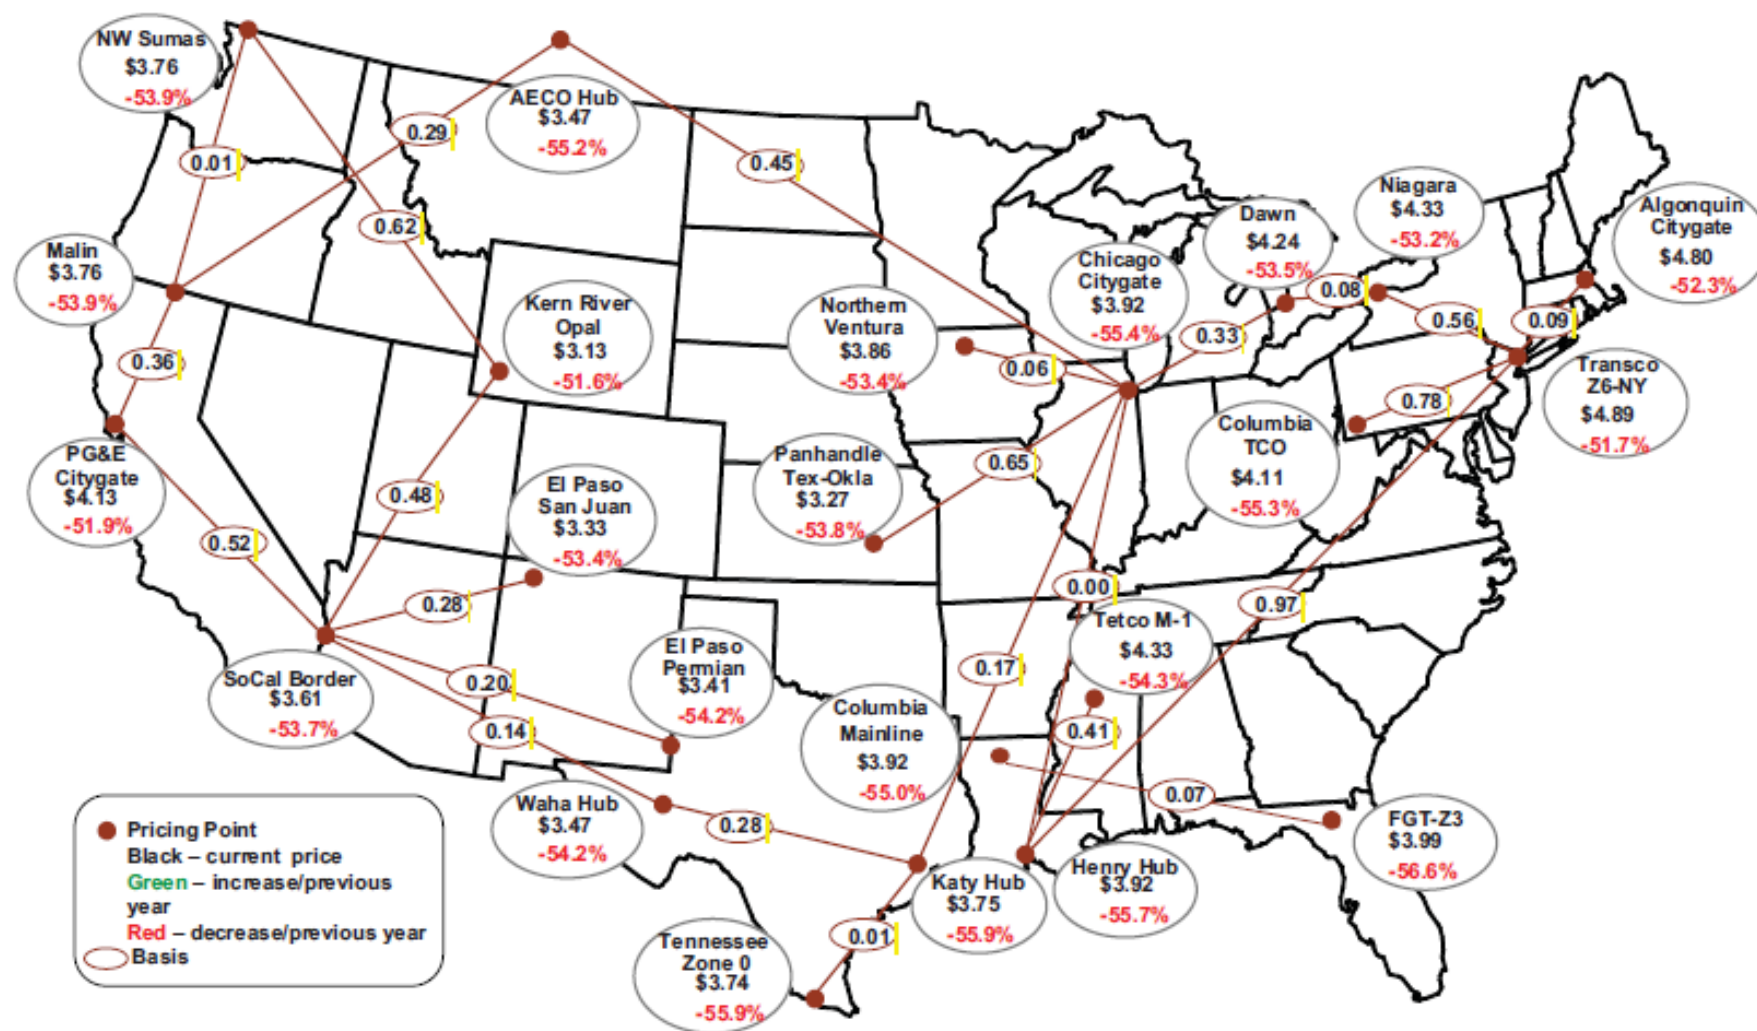 NW Sumas
$3.76
-53.9%
AECO Hub
$3.47
-55.2%
0.29
0.01
0.45
0.62
Niagara
$4.33
-53.2%
Algonquin
Citygate
$4.80
-52.3%
Dawn
$4.24
-53.5%
Malin
$3.76
-53.9%
Chicago
Citygate
$3.92
-55.4%
Kern River
Opal
$3.13
-51.6%
Northern
Ventura
$3.86
-53.4%
0.08
0.56
0.09
0.33
0.36
0.06
Transco
Z6-NY
$4.89
-51.7%
0.78
Columbia
TCO
$4.11
-55.3%
PG&E
Citygate
$4.13
-51.9%
Panhandle
Tex-Okla
$3.27
-53.8%
0.65
El Paso
San Juan
$3.33
-53.4%
0.48
0.52
0.28
0.00
0.97
Tetco M-1
$4.33
-54.3%
El Paso
Permian
$3.41
-54.2%
0.17
SoCal Border
$3.61
-53.7%
0.20
0.14
Columbia
Mainline
$3.92
-55.0%
0.41
0.07
Waha Hub
$3.47
-54.2%
0.28
FGT-Z3
$3.99
-56.6%
Henry Hub
$3.92
-55.7%
Katy Hub
$3.75
-55.9%
0.01
Tennessee
Zone 0
$3.74
-55.9%
Pricing Point
Black – current price
Green – increase/previous
year
Red – decrease/previous year
Basis